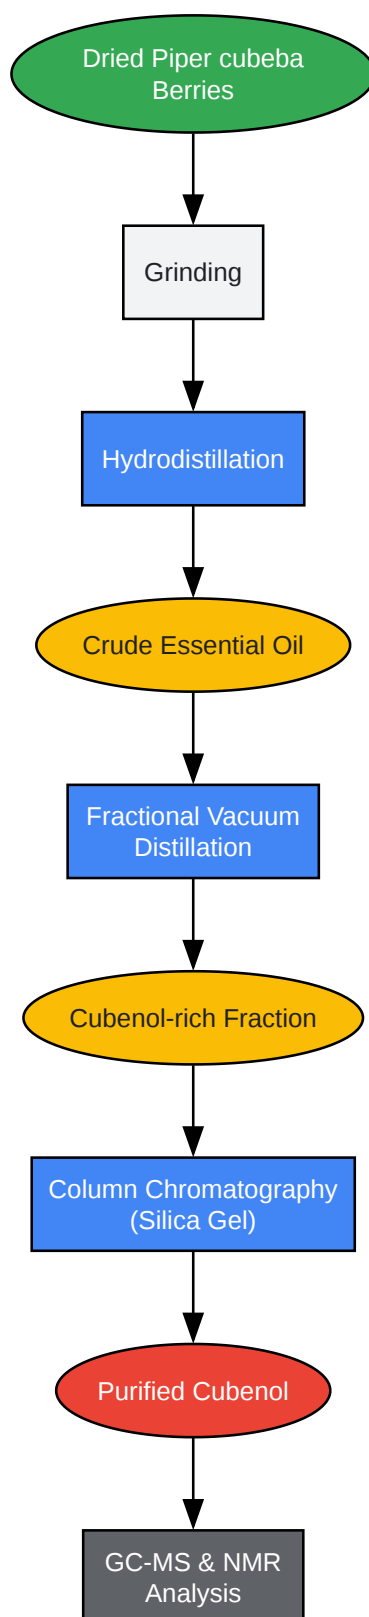 Dried Piper cubeba
Berries
Grinding
Hydrodistillation
Crude Essential Oil
Fractional Vacuum
Distillation
Cubenol-rich Fraction
Column Chromatography
(Silica Gel)
Purified Cubenol
GC-MS & NMR
Analysis